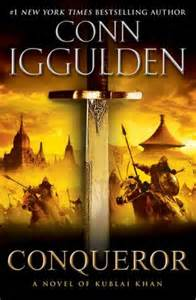 #1 NEW YORK TIMES BESTSELLING AUTHOR
CONN
IGGULDEN
CONQUEROR
A NOVEL OF KUBLAI KHAN